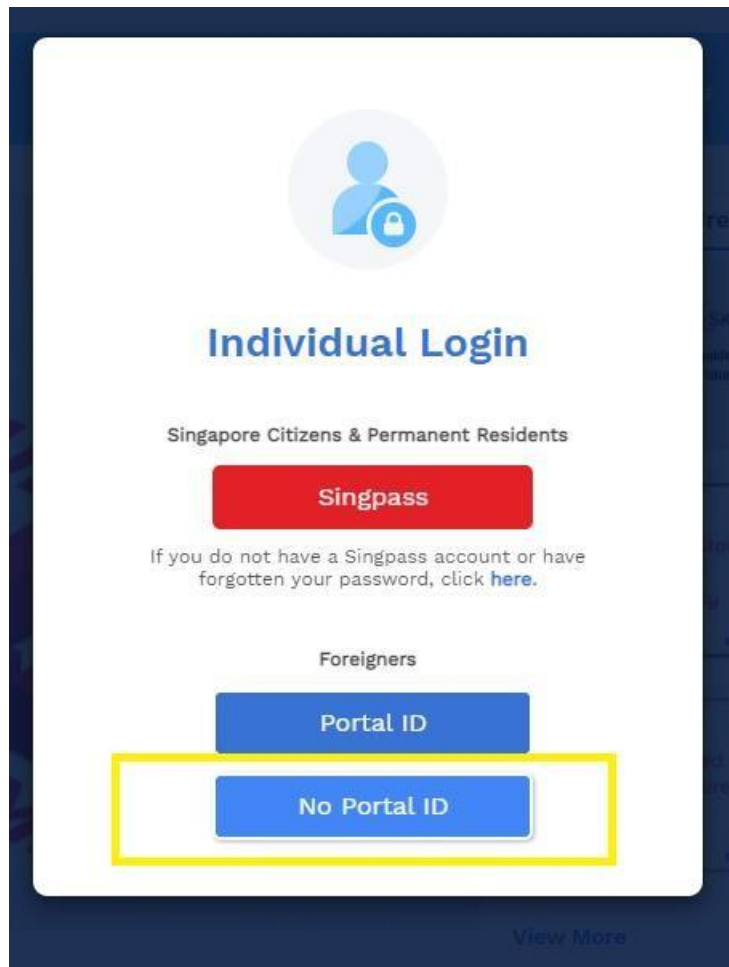 Individual Login
Singapore Citizens & Permanent Residents
Singpass
If you do not have a Singpass account or have
forgotten your password, click here.
Foreigners
Portal ID
No Portal ID
View More